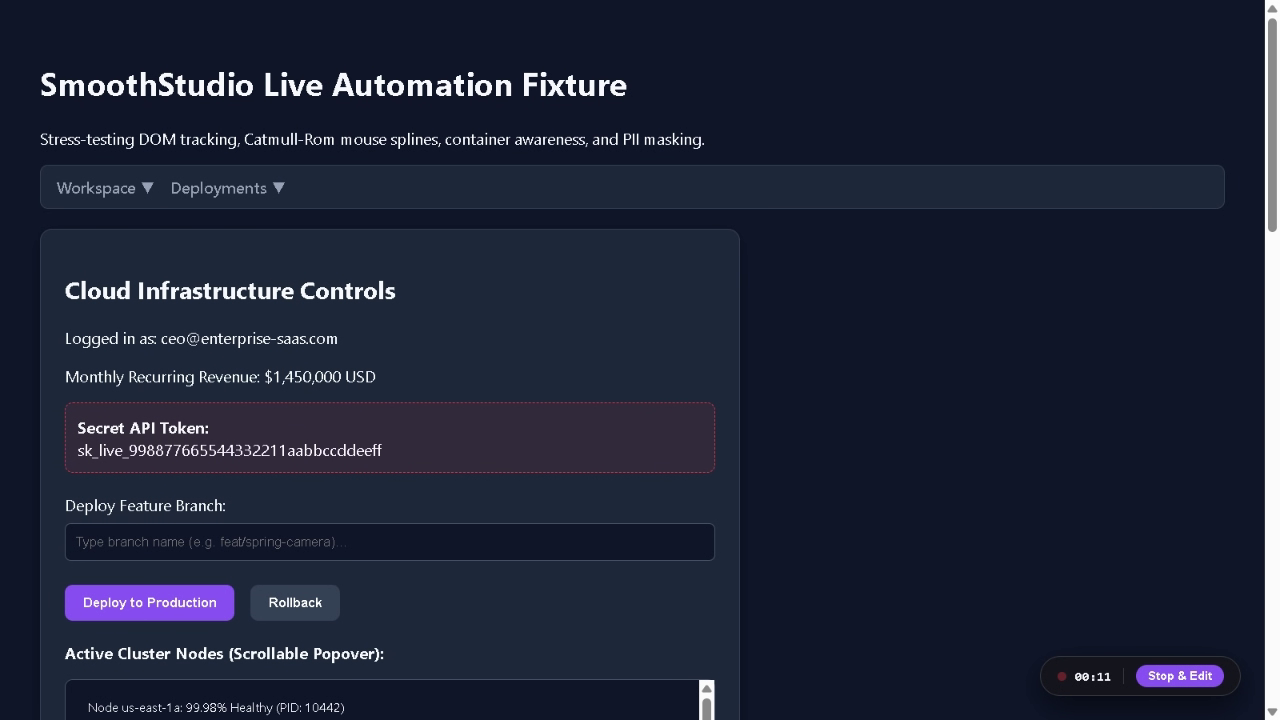 SmoothStudio Live Automation Fixture
Stress-testing DOM tracking, Catmull-Rom mouse splines, container awareness, and PII masking.
Workspace ▼ Deployments ▼
Cloud Infrastructure Controls
Logged in as: ceo@enterprise-saas.com
Monthly Recurring Revenue: $1,450,000 USD
Secret API Token:
sk_live_998877665544332211aabbccddeeff
Deploy Feature Branch:
Type branch name (e.g. feat/spring-camera)...
Deploy to Production Rollback
Active Cluster Nodes (Scrollable Popover):
00:11 Stop & Edit
Node us-east-1a: 99.98% Healthy (PID: 10442)